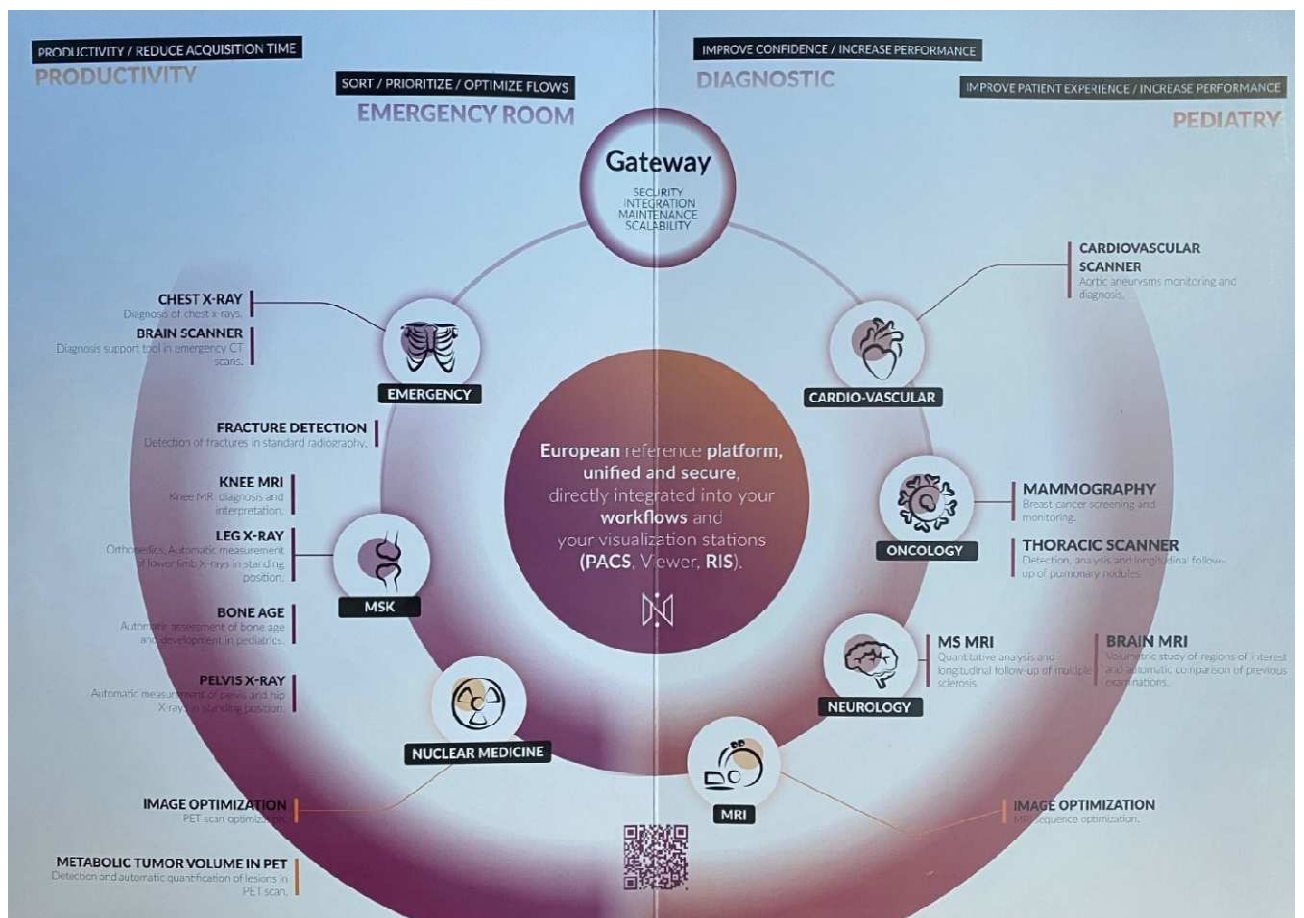 PRODUCTIVITY / REDUCE ACQUISITION TIME
PRODUCTIVITY
SORT / PRIORITIZE / OPTIMIZE FLOWS
EMERGENCY ROOM
IMPROVE CONFIDENCE / INCREASE PERFORMANCE
DIAGNOSTIC
IMPROVE PATIENT EXPERIENCE / INCREASE PERFORMANCE
PEDIATRY
Gateway
SECURITY
INTEGRATION
MAINTENANCE
SCALABILITY
CHEST X-RAY
Diagnosis of chest x-rays.
BRAIN SCANNER
Diagnosis support tool in emergency CT
scans.
EMERGENCY
FRACTURE DETECTION
Detection of fractures in standard radiography.
KNEE MRI
Knee MR diagnosis and
interpretation.
LEG X-RAY
Orthopedics, Automatic measurement
of lower limb X-rays in standing
position.
MSK
BONE AGE
Automatic assessment of bone age
and development in pediatrics.
PELVIS X-RAY
Automatic measurement of pelvis and hip
X-rays in standing position.
NUCLEAR MEDICINE
IMAGE OPTIMIZATION
PET scan optimization.
METABOLIC TUMOR VOLUME IN PET
Detection and automatic quantification of lesions in
PET scan.
European reference platform,
unified and secure,
directly integrated into your
workflows and
your visualization stations
(PACS, Viewer, RIS).
CARDIOVASCULAR
SCANNER
Aortic aneurysms monitoring and
diagnosis.
CARDIO-VASCULAR
MAMMOGRAPHY
Breast cancer screening and
monitoring.
ONCOLOGY
THORACIC SCANNER
Detection, analysis and longitudinal follow-
up of pulmonary nodules.
MS MRI
Quantitative analysis and
longitudinal follow-up of multiple
sclerosis.
BRAIN MRI
Volumetric study of regions of interest
and automatic comparison of previous
examinations.
NEUROLOGY
MRI
IMAGE OPTIMIZATION
MRI sequence optimization.